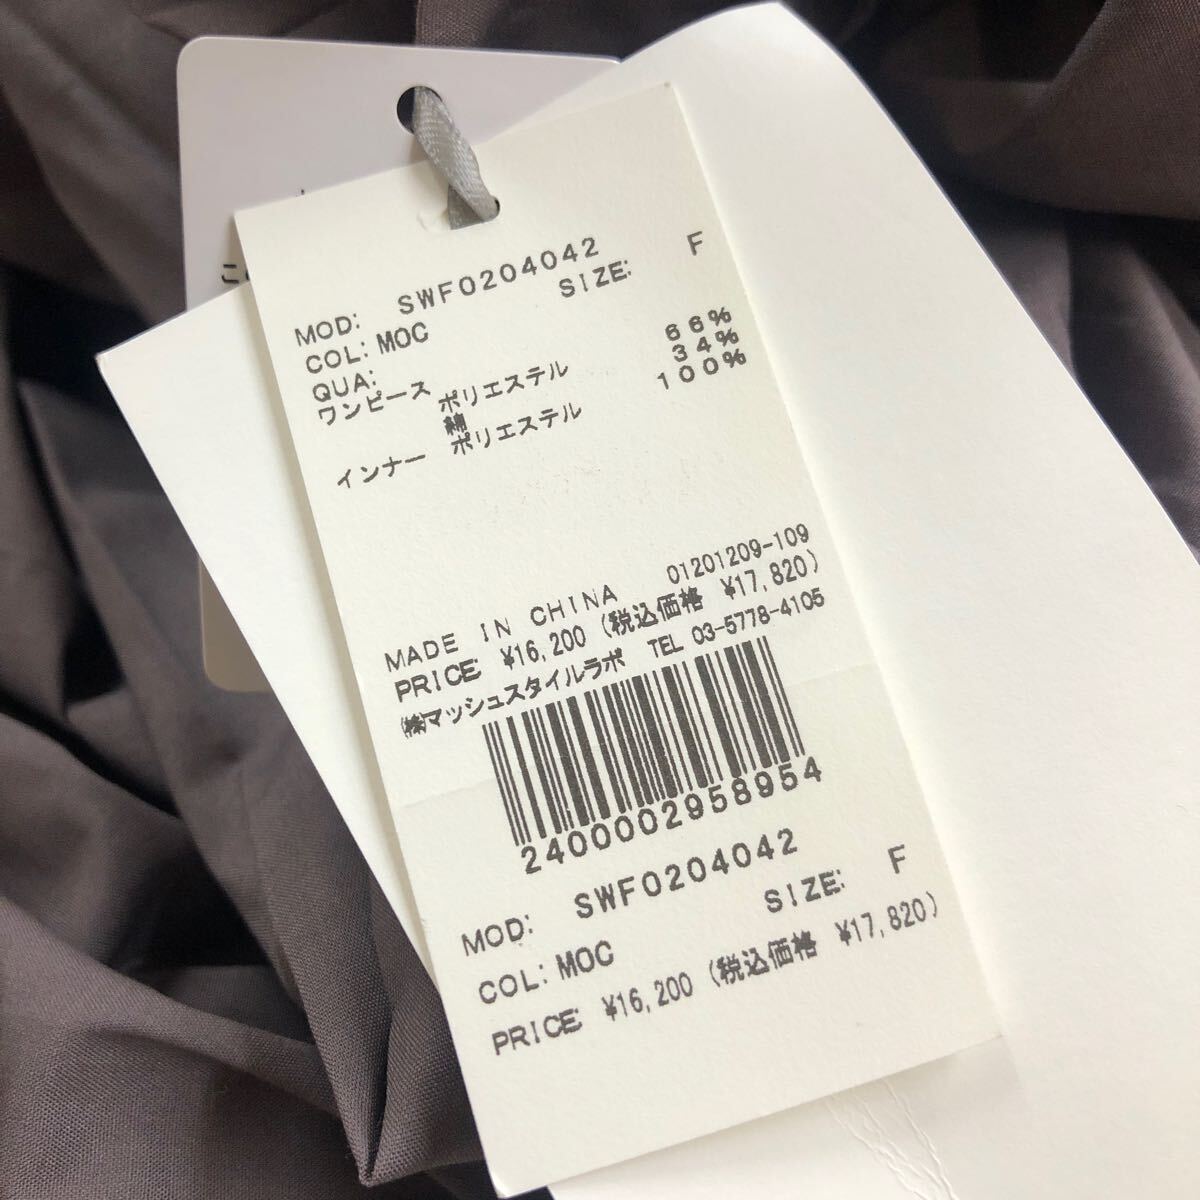 MOD: SWF0204042
SIZE: F
COL: MOC
QUA:
ワンピース ポリエステル 66%
綿 34%
インナー ポリエステル 100%
01201209-109
MADE IN CHINA
PRICE: ¥16,200 (税込価格 ¥17,820)
㈱マッシュスタイルラボ TEL 03-5778-4105
2400002958954
MOD: SWF0204042
SIZE: F
COL: MOC
PRICE: ¥16,200 (税込価格 ¥17,820)